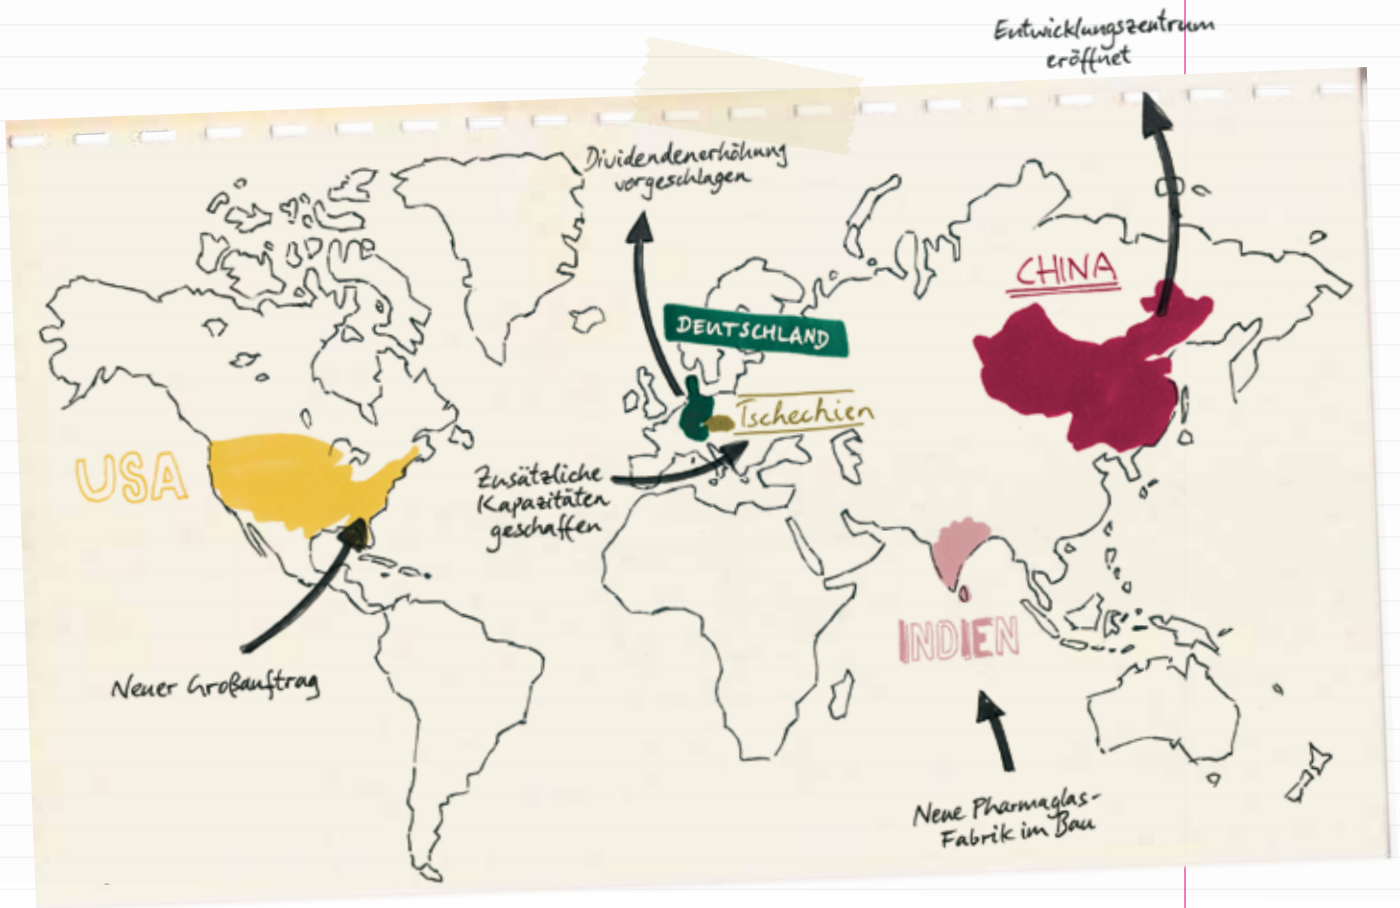 Entwicklungszentrum
eröffnet
Dividendenerhöhung
vorgeschlagen
CHINA
DEUTSCHLAND
Tschechien
USA
Zusätzliche
Kapazitäten
geschaffen
INDIEN
Neuer Großauftrag
Neue Pharmaglas-
Fabrik im Bau